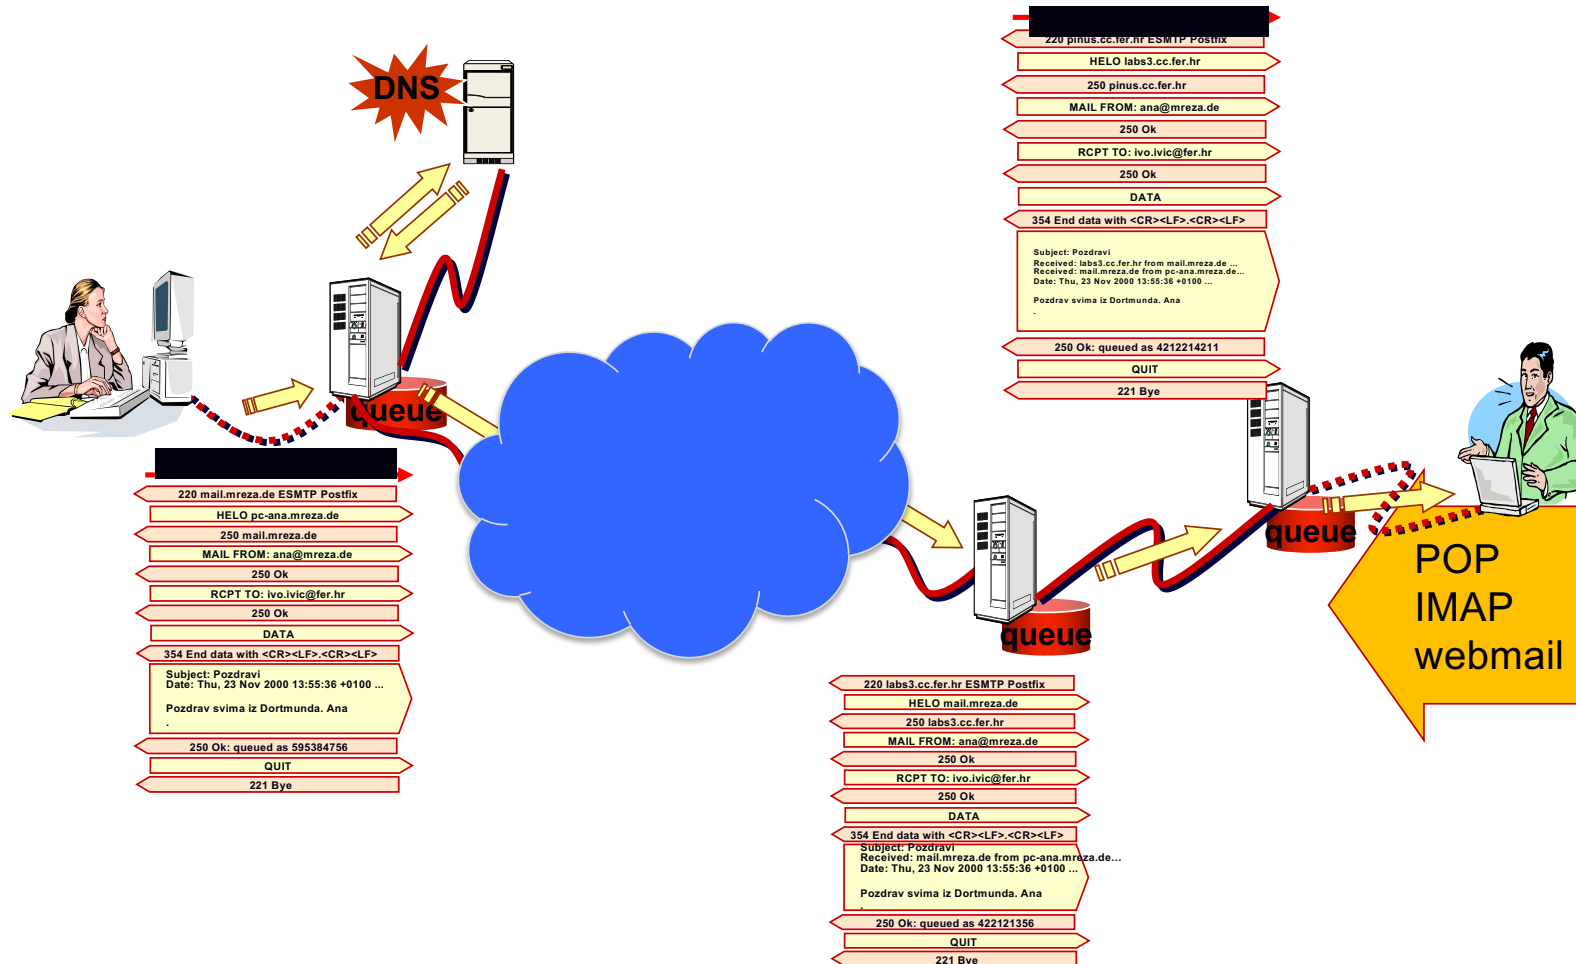 DNS
queue
220 mail.mreza.de ESMTP Postfix
HELO pc-ana.mreza.de
250 mail.mreza.de
MAIL FROM: ana@mreza.de
250 Ok
RCPT TO: ivo.ivic@fer.hr
250 Ok
DATA
354 End data with <CR><LF>.<CR><LF>
Subject: Pozdravi
Date: Thu, 23 Nov 2000 13:55:36 +0100 ...
Pozdrav svima iz Dortmunda. Ana
.
250 Ok: queued as 595384756
QUIT
221 Bye
queue
220 labs3.cc.fer.hr ESMTP Postfix
HELO mail.mreza.de
250 labs3.cc.fer.hr
MAIL FROM: ana@mreza.de
250 Ok
RCPT TO: ivo.ivic@fer.hr
250 Ok
DATA
354 End data with <CR><LF>.<CR><LF>
Subject: Pozdravi
Received: mail.mreza.de from pc-ana.mreza.de...
Date: Thu, 23 Nov 2000 13:55:36 +0100 ...
Pozdrav svima iz Dortmunda. Ana
.
250 Ok: queued as 422121356
QUIT
221 Bye
220 pinus.cc.fer.hr ESMTP Postfix
HELO labs3.cc.fer.hr
250 pinus.cc.fer.hr
MAIL FROM: ana@mreza.de
250 Ok
RCPT TO: ivo.ivic@fer.hr
250 Ok
DATA
354 End data with <CR><LF>.<CR><LF>
Subject: Pozdravi
Received: labs3.cc.fer.hr from mail.mreza.de ...
Received: mail.mreza.de from pc-ana.mreza.de...
Date: Thu, 23 Nov 2000 13:55:36 +0100 ...
Pozdrav svima iz Dortmunda. Ana
.
250 Ok: queued as 4212214211
QUIT
221 Bye
queue
POP
IMAP
webmail